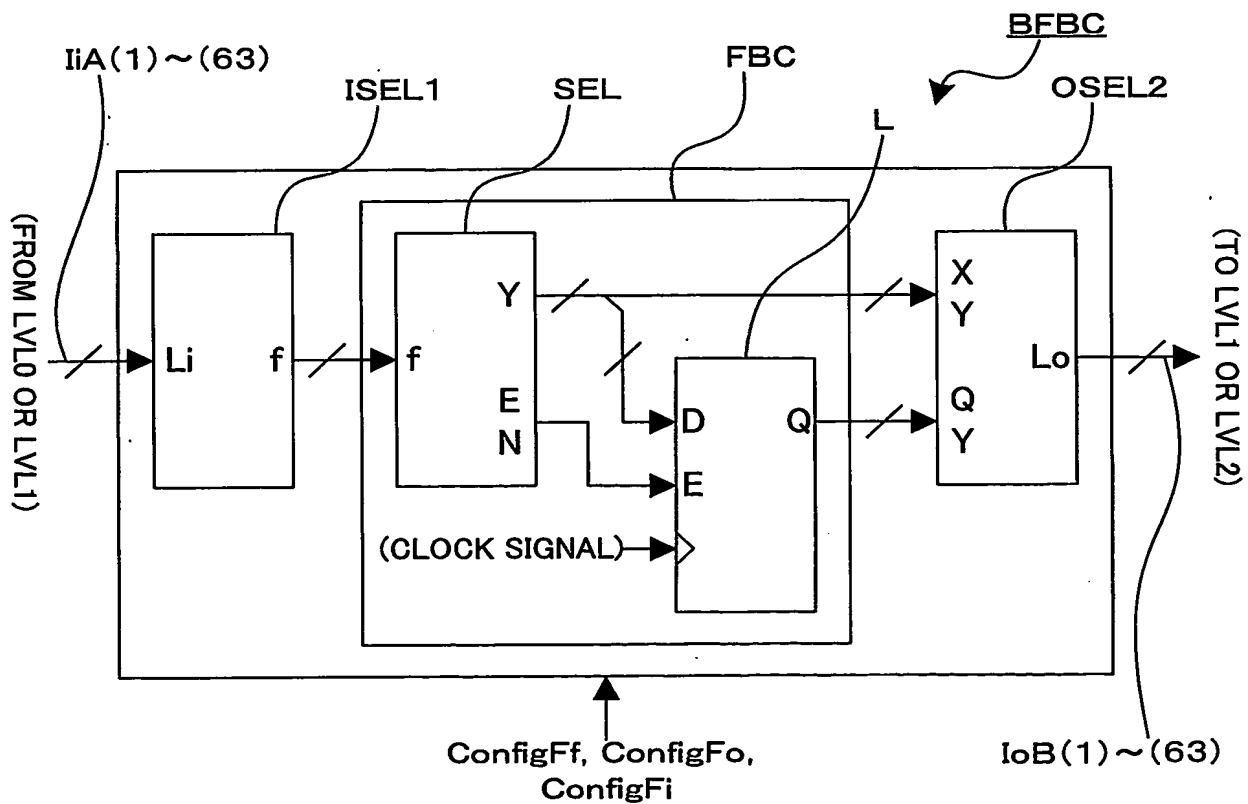 BFBC
IiA(1)～(63)
ISEL1
SEL
FBC
L
OSEL2
(FROM LVL0 OR LVL1)
Li
f
f
Y
E
N
D
E
Q
(CLOCK SIGNAL)
X
Y
Q
Y
Lo
(TO LVL1 OR LVL2)
ConfigFf, ConfigFo,
ConfigFi
IoB(1)～(63)